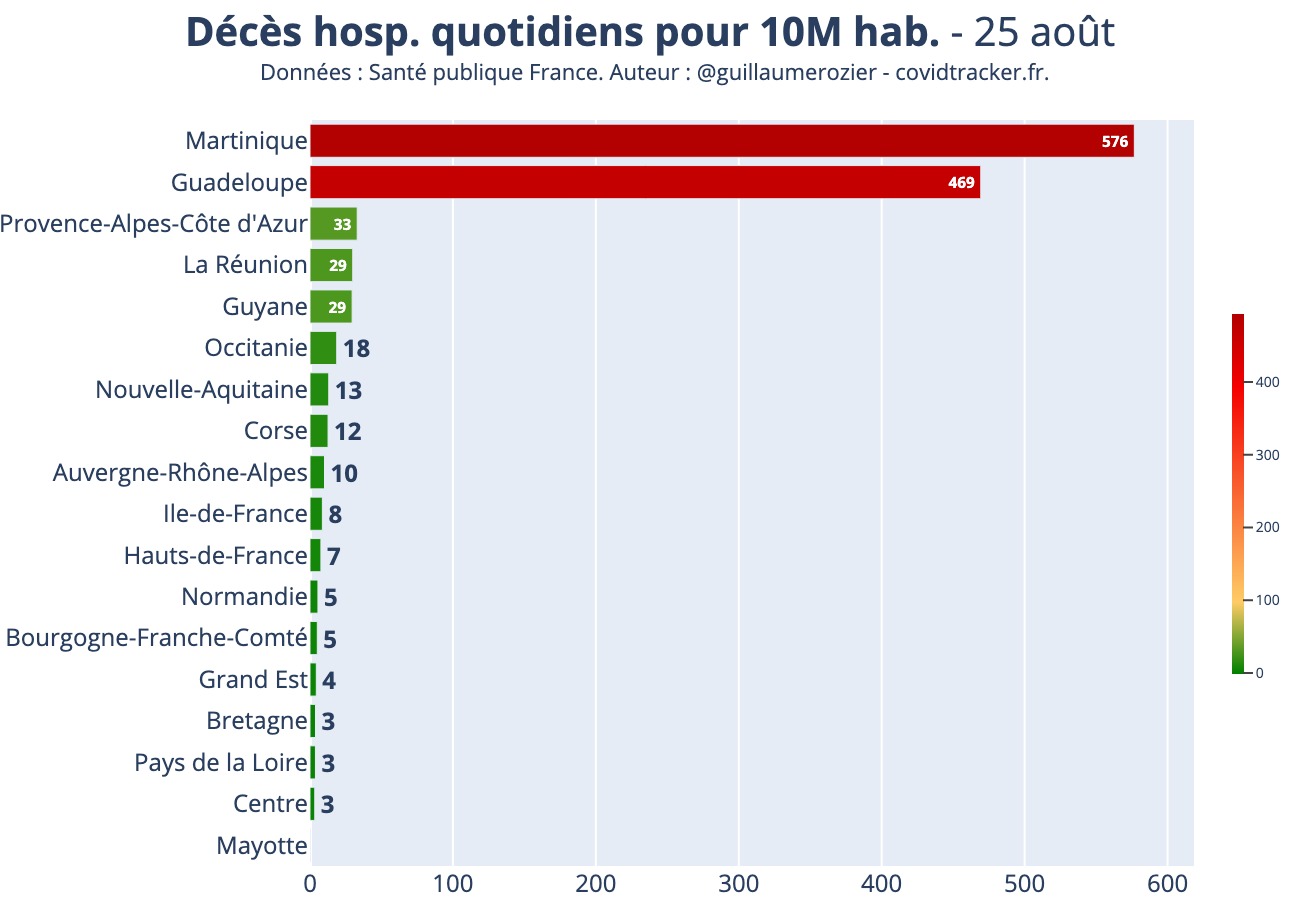 Décès hosp. quotidiens pour 10M hab. - 25 août
Données : Santé publique France. Auteur : @guillaumerozier - covidtracker.fr.
Martinique 576
Guadeloupe 469
Provence-Alpes-Côte d'Azur 33
La Réunion 29
Guyane 29
Occitanie 18
Nouvelle-Aquitaine 13
Corse 12
Auvergne-Rhône-Alpes 10
Ile-de-France 8
Hauts-de-France 7
Normandie 5
Bourgogne-Franche-Comté 5
Grand Est 4
Bretagne 3
Pays de la Loire 3
Centre 3
Mayotte
0 100 200 300 400 500 600
400
300
200
100
0